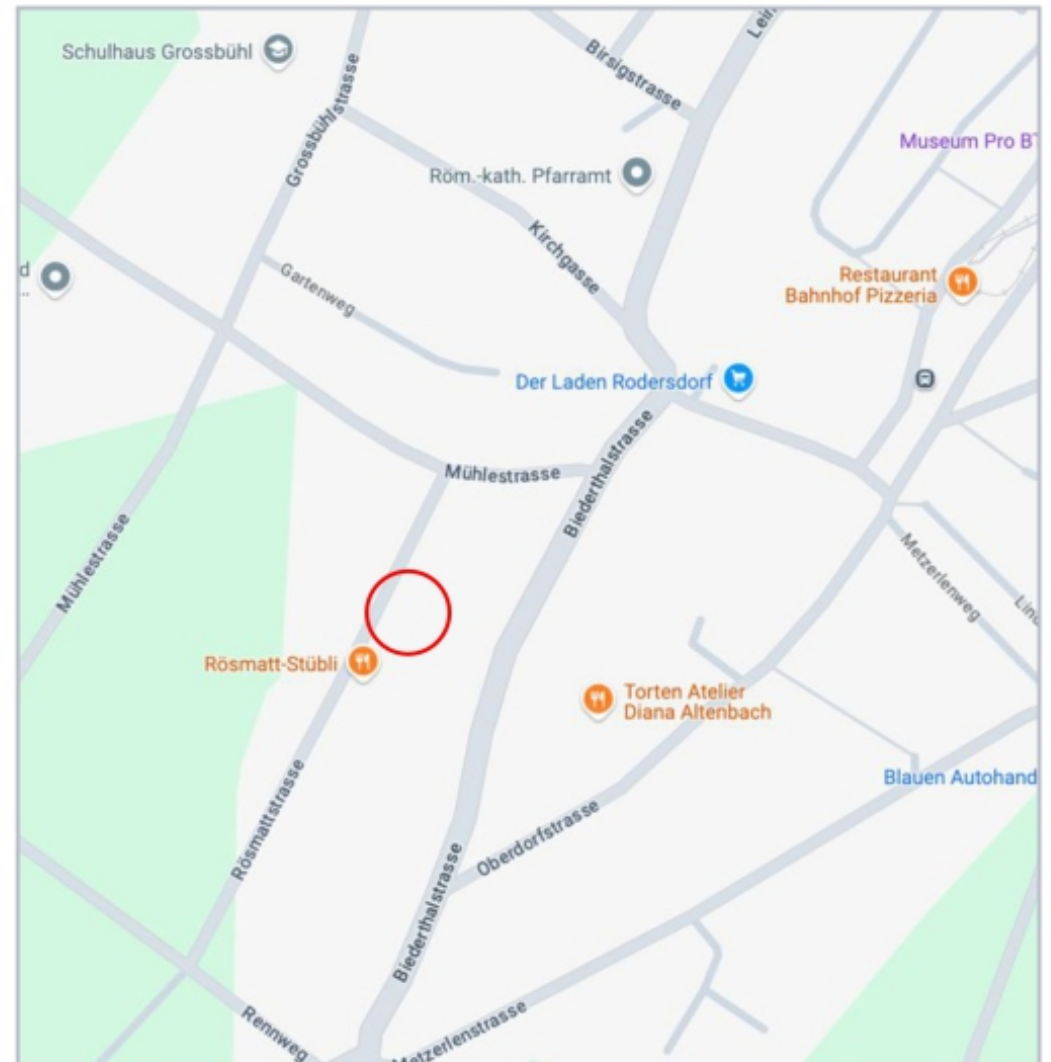 Schulhaus Grossbühl
Grossbühlstrasse
Birsigstrasse
Museum Pro B
Röm.-kath. Pfarramt
Kirchgasse
Gartenweg
d
..
Restaurant
Bahnhof Pizzeria
Der Laden Rodersdorf
Mühlestrasse
Biederthalstrasse
Mühlestrasse
Metzerlenweg
Rösmatt-Stübli
Torten Atelier
Diana Altenbach
Blauen Autohand
Rösmattstrasse
Oberdorfstrasse
Biederthalstrasse
Rennweg
Metzerlenstrasse